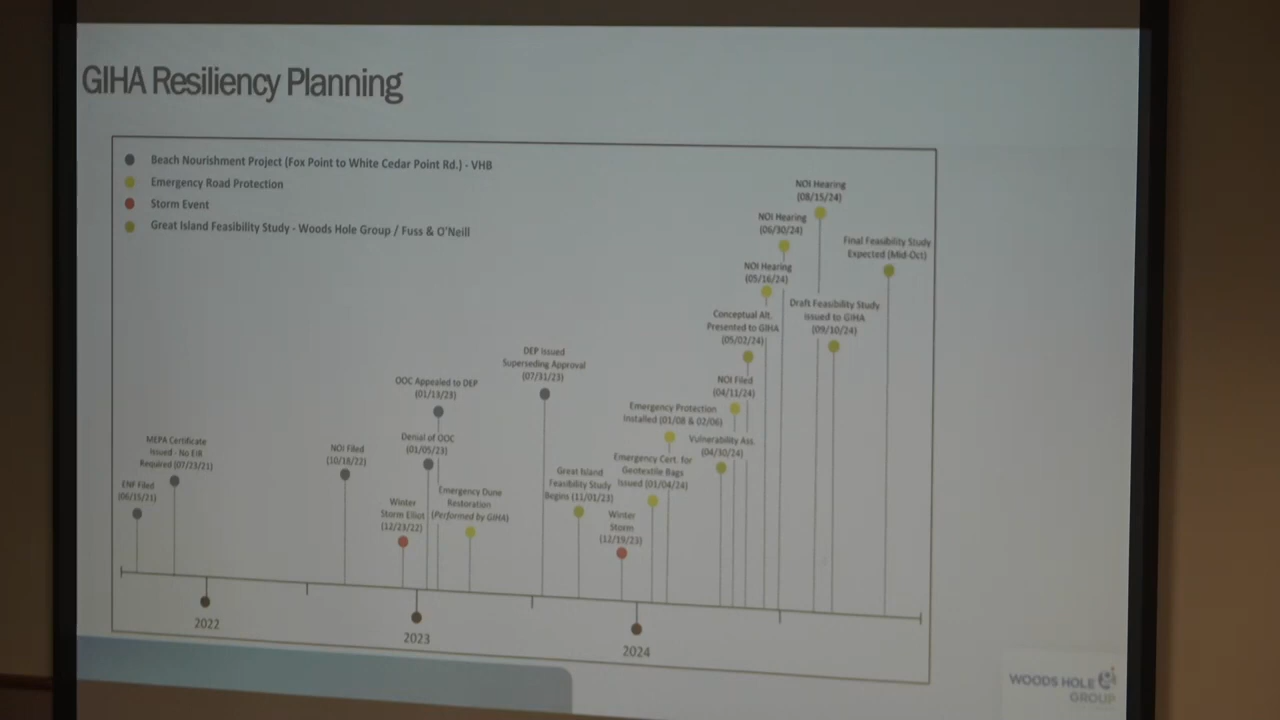 GIHA Resiliency Planning
Beach Nourishment Project (Fox Point to White Cedar Point Rd.) - VHB
Emergency Road Protection
Storm Event
Great Island Feasibility Study - Woods Hole Group / Fuss & O'Neill
NOI Hearing
(08/15/24)
NOI Hearing
(06/30/24)
Final Feasibility Study
Expected (Mid-Oct)
NOI Hearing
(05/16/24)
Draft Feasibility Study
Issued to GIHA
(09/10/24)
Conceptual Alt.
Presented to GIHA
(05/02/24)
DEP Issued
Superseding Approval
(07/31/23)
OOC Appealed to DEP
(01/13/23)
NOI Filed
(04/11/24)
Emergency Protection
Installed (01/08 & 02/06)
MEPA Certificate
Issued - No EIR
Required (07/23/21)
NOI Filed
(10/18/22)
Denial of OOC
(01/05/23)
Vulnerability Ass.
(04/30/24)
Emergency Cert. for
Geotextile Bags
Issued (01/04/24)
Great Island
Feasibility Study
Begins (11/01/23)
ENF Filed
(06/15/21)
Winter
Storm Elliot
(12/23/22)
Emergency Dune
Restoration
(Performed by GIHA)
Winter
Storm
(12/19/23)
2022
2023
2024
WOODS HOLE
GROUP